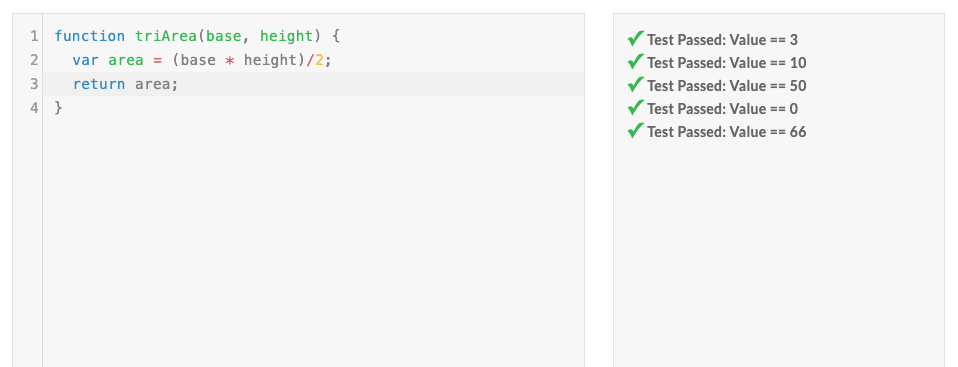 1 function triArea(base, height) {
2 var area = (base * height)/2;
3 return area;
4 }
✔ Test Passed: Value == 3
✔ Test Passed: Value == 10
✔ Test Passed: Value == 50
✔ Test Passed: Value == 0
✔ Test Passed: Value == 66